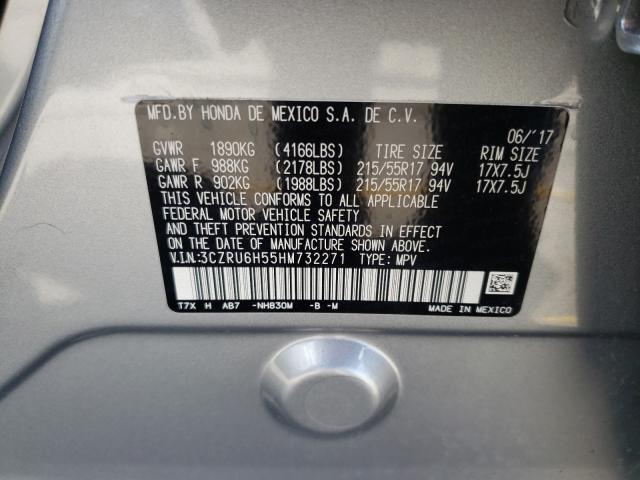 MFD.BY HONDA DE MEXICO S.A. DE C.V.
06/'17
GVWR 1890KG (4166LBS) TIRE SIZE RIM SIZE
GAWR F 988KG (2178LBS) 215/55R17 94V 17X7.5J
GAWR R 902KG (1988LBS) 215/55R17 94V 17X7.5J
THIS VEHICLE CONFORMS TO ALL APPLICABLE
FEDERAL MOTOR VEHICLE SAFETY
AND THEFT PREVENTION STANDARDS IN EFFECT
ON THE DATE OF MANUFACTURE SHOWN ABOVE.
V.I.N:3CZRU6H55HM732271 TYPE: MPV
T7X H AB7 -NH830M -B -M
MADE IN MEXICO